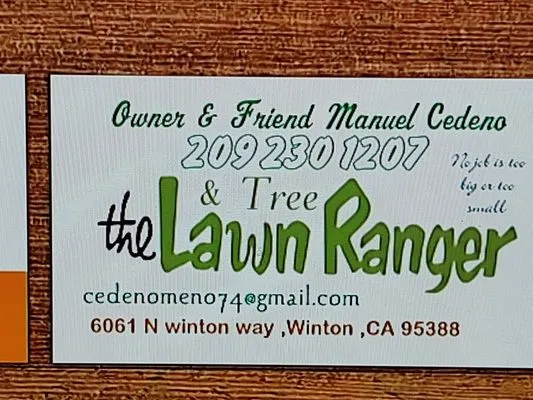 Owner & Friend Manuel Cedeno
209 230 1207
No job is too
big or too
small
& Tree
the Lawn Ranger
cedenomeno74@gmail.com
6061 N winton way ,Winton ,CA 95388